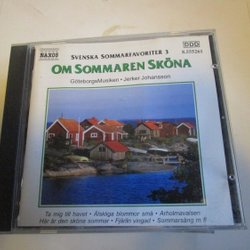 NAXOS
SVENSKA SOMMARFAVORITER 3
DDD
8.555261
OM SOMMAREN SKÖNA
GöteborgsMusiken · Jerker Johansson
Ta mig till havet · Älskliga blommor små · Arholmavalsen
Här är den sköna sommar · Fjäriln vingad · Sommarsång m fl